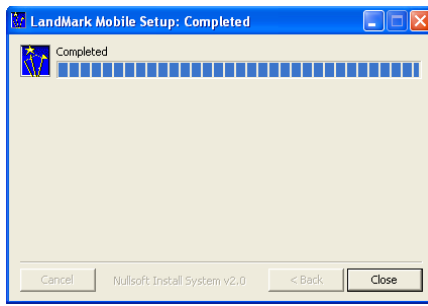 LandMark Mobile Setup: Completed
Completed
Cancel Nullsoft Install System v2.0 < Back Close